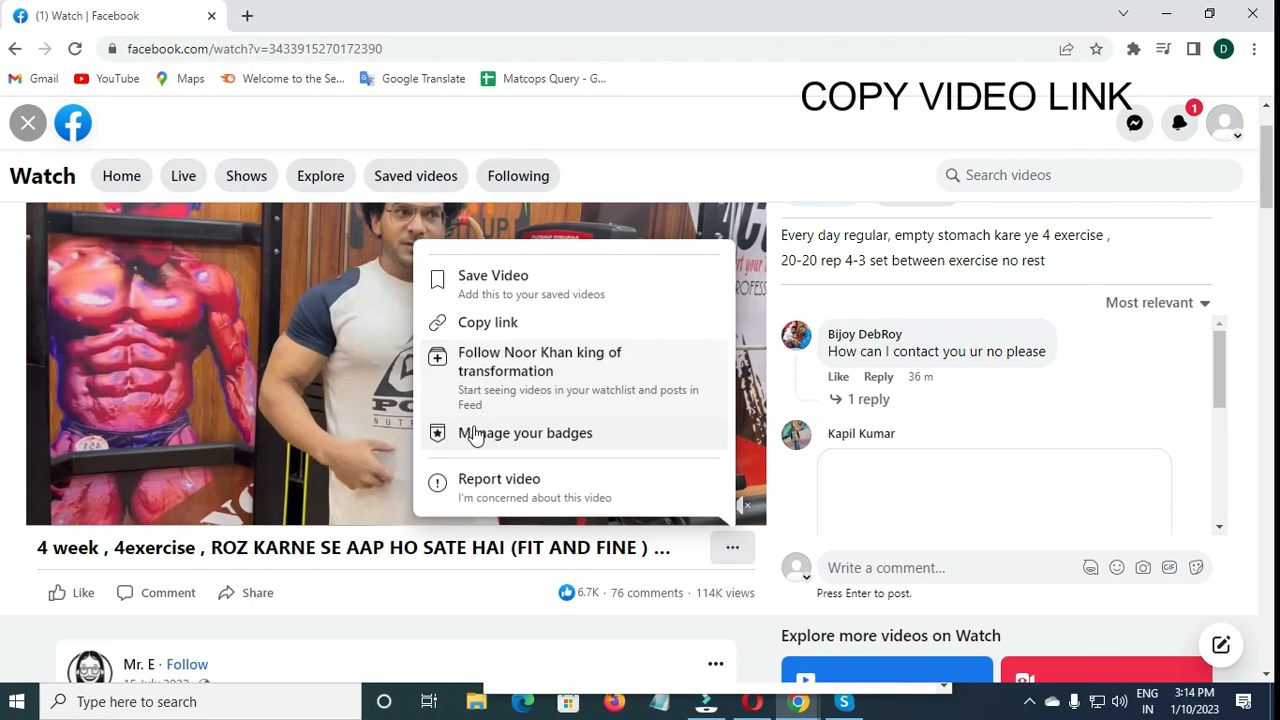 (1) Watch | Facebook
facebook.com/watch?v=3433915270172390
D
Gmail YouTube Maps Welcome to the Se... Google Translate Matcops Query - G...
COPY VIDEO LINK
1
Watch Home Live Shows Explore Saved videos Following Search videos
Save Video
Add this to your saved videos
Copy link
Follow Noor Khan king of
transformation
Start seeing videos in your watchlist and posts in
Feed
Manage your badges
Report video
I'm concerned about this video
4 week , 4exercise , ROZ KARNE SE AAP HO SATE HAI (FIT AND FINE ) ...
Like Comment Share 6.7K · 76 comments · 114K views
Mr. E · Follow
Every day regular, empty stomach kare ye 4 exercise ,
20-20 rep 4-3 set between exercise no rest
Most relevant
Bijoy DebRoy
How can I contact you ur no please
Like Reply 36 m
1 reply
Kapil Kumar
Write a comment...
GIF
Press Enter to post.
Explore more videos on Watch
Type here to search
ENG
IN
3:14 PM
1/10/2023